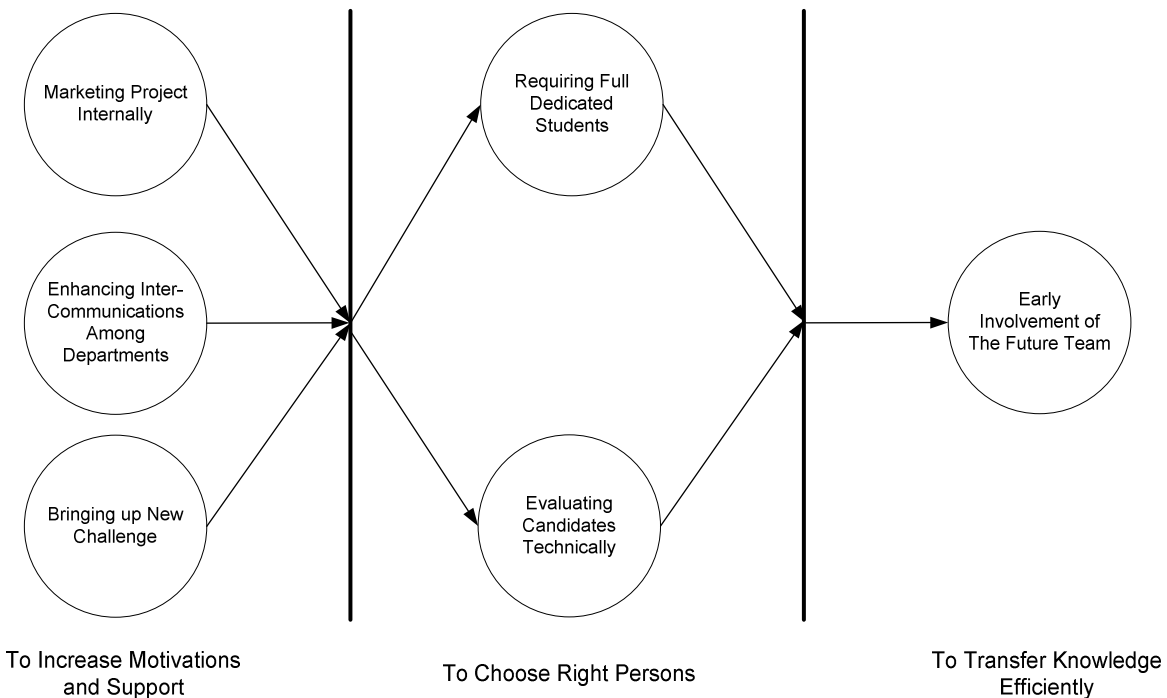 Marketing Project
Internally
Enhancing Inter-
Communications
Among
Departments
Bringing up New
Challenge
To Increase Motivations
and Support
Requiring Full
Dedicated
Students
Evaluating
Candidates
Technically
To Choose Right Persons
Early
Involvement of
The Future Team
To Transfer Knowledge
Efficiently